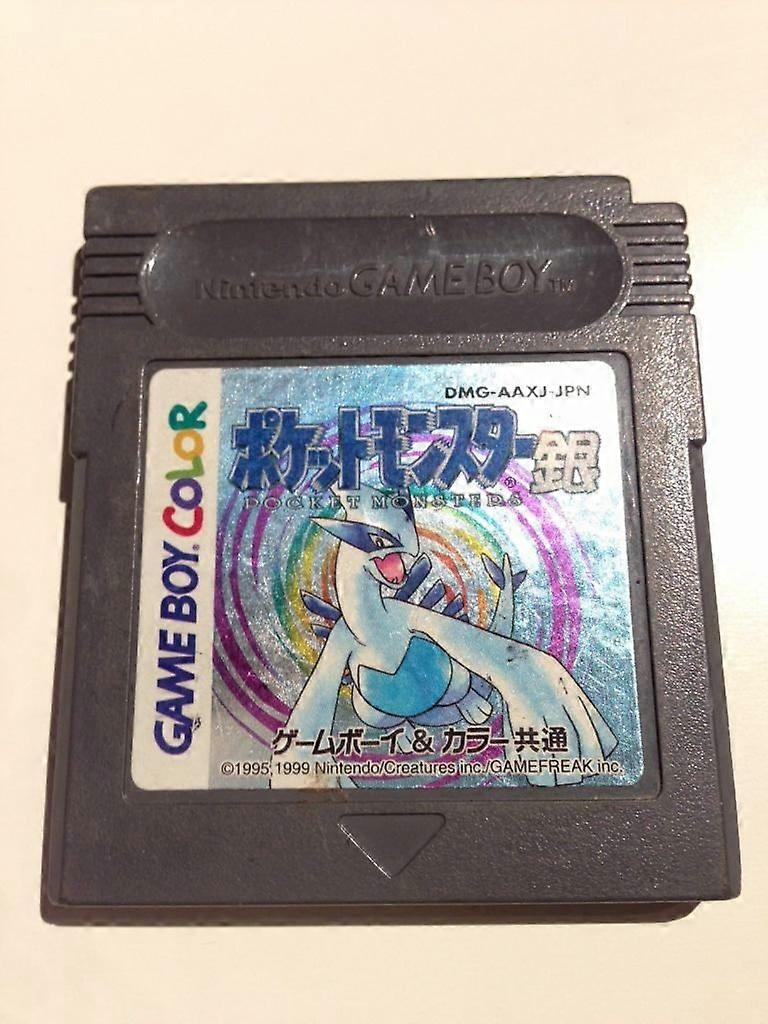 Nintendo GAME BOY™
DMG-AAXJ-JPN
ポケットモンスター銀
POCKET MONSTERS
GAME BOY COLOR
ゲームボーイ & カラー共通
©1995,1999 Nintendo/Creatures inc./GAMEFREAK inc.